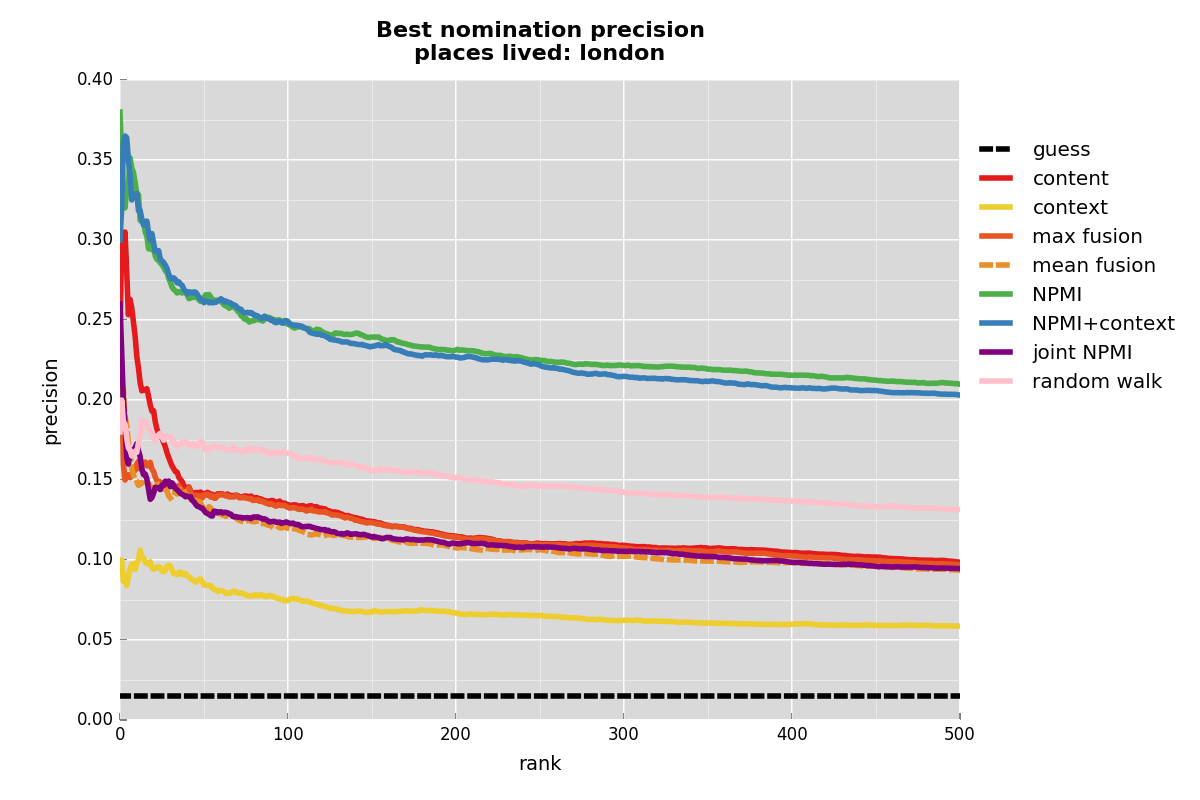 Best nomination precision
places lived: london
precision
0.40
0.35
0.30
0.25
0.20
0.15
0.10
0.05
0.00
0
100
200
300
400
500
rank
guess
content
context
max fusion
mean fusion
NPMI
NPMI+context
joint NPMI
random walk